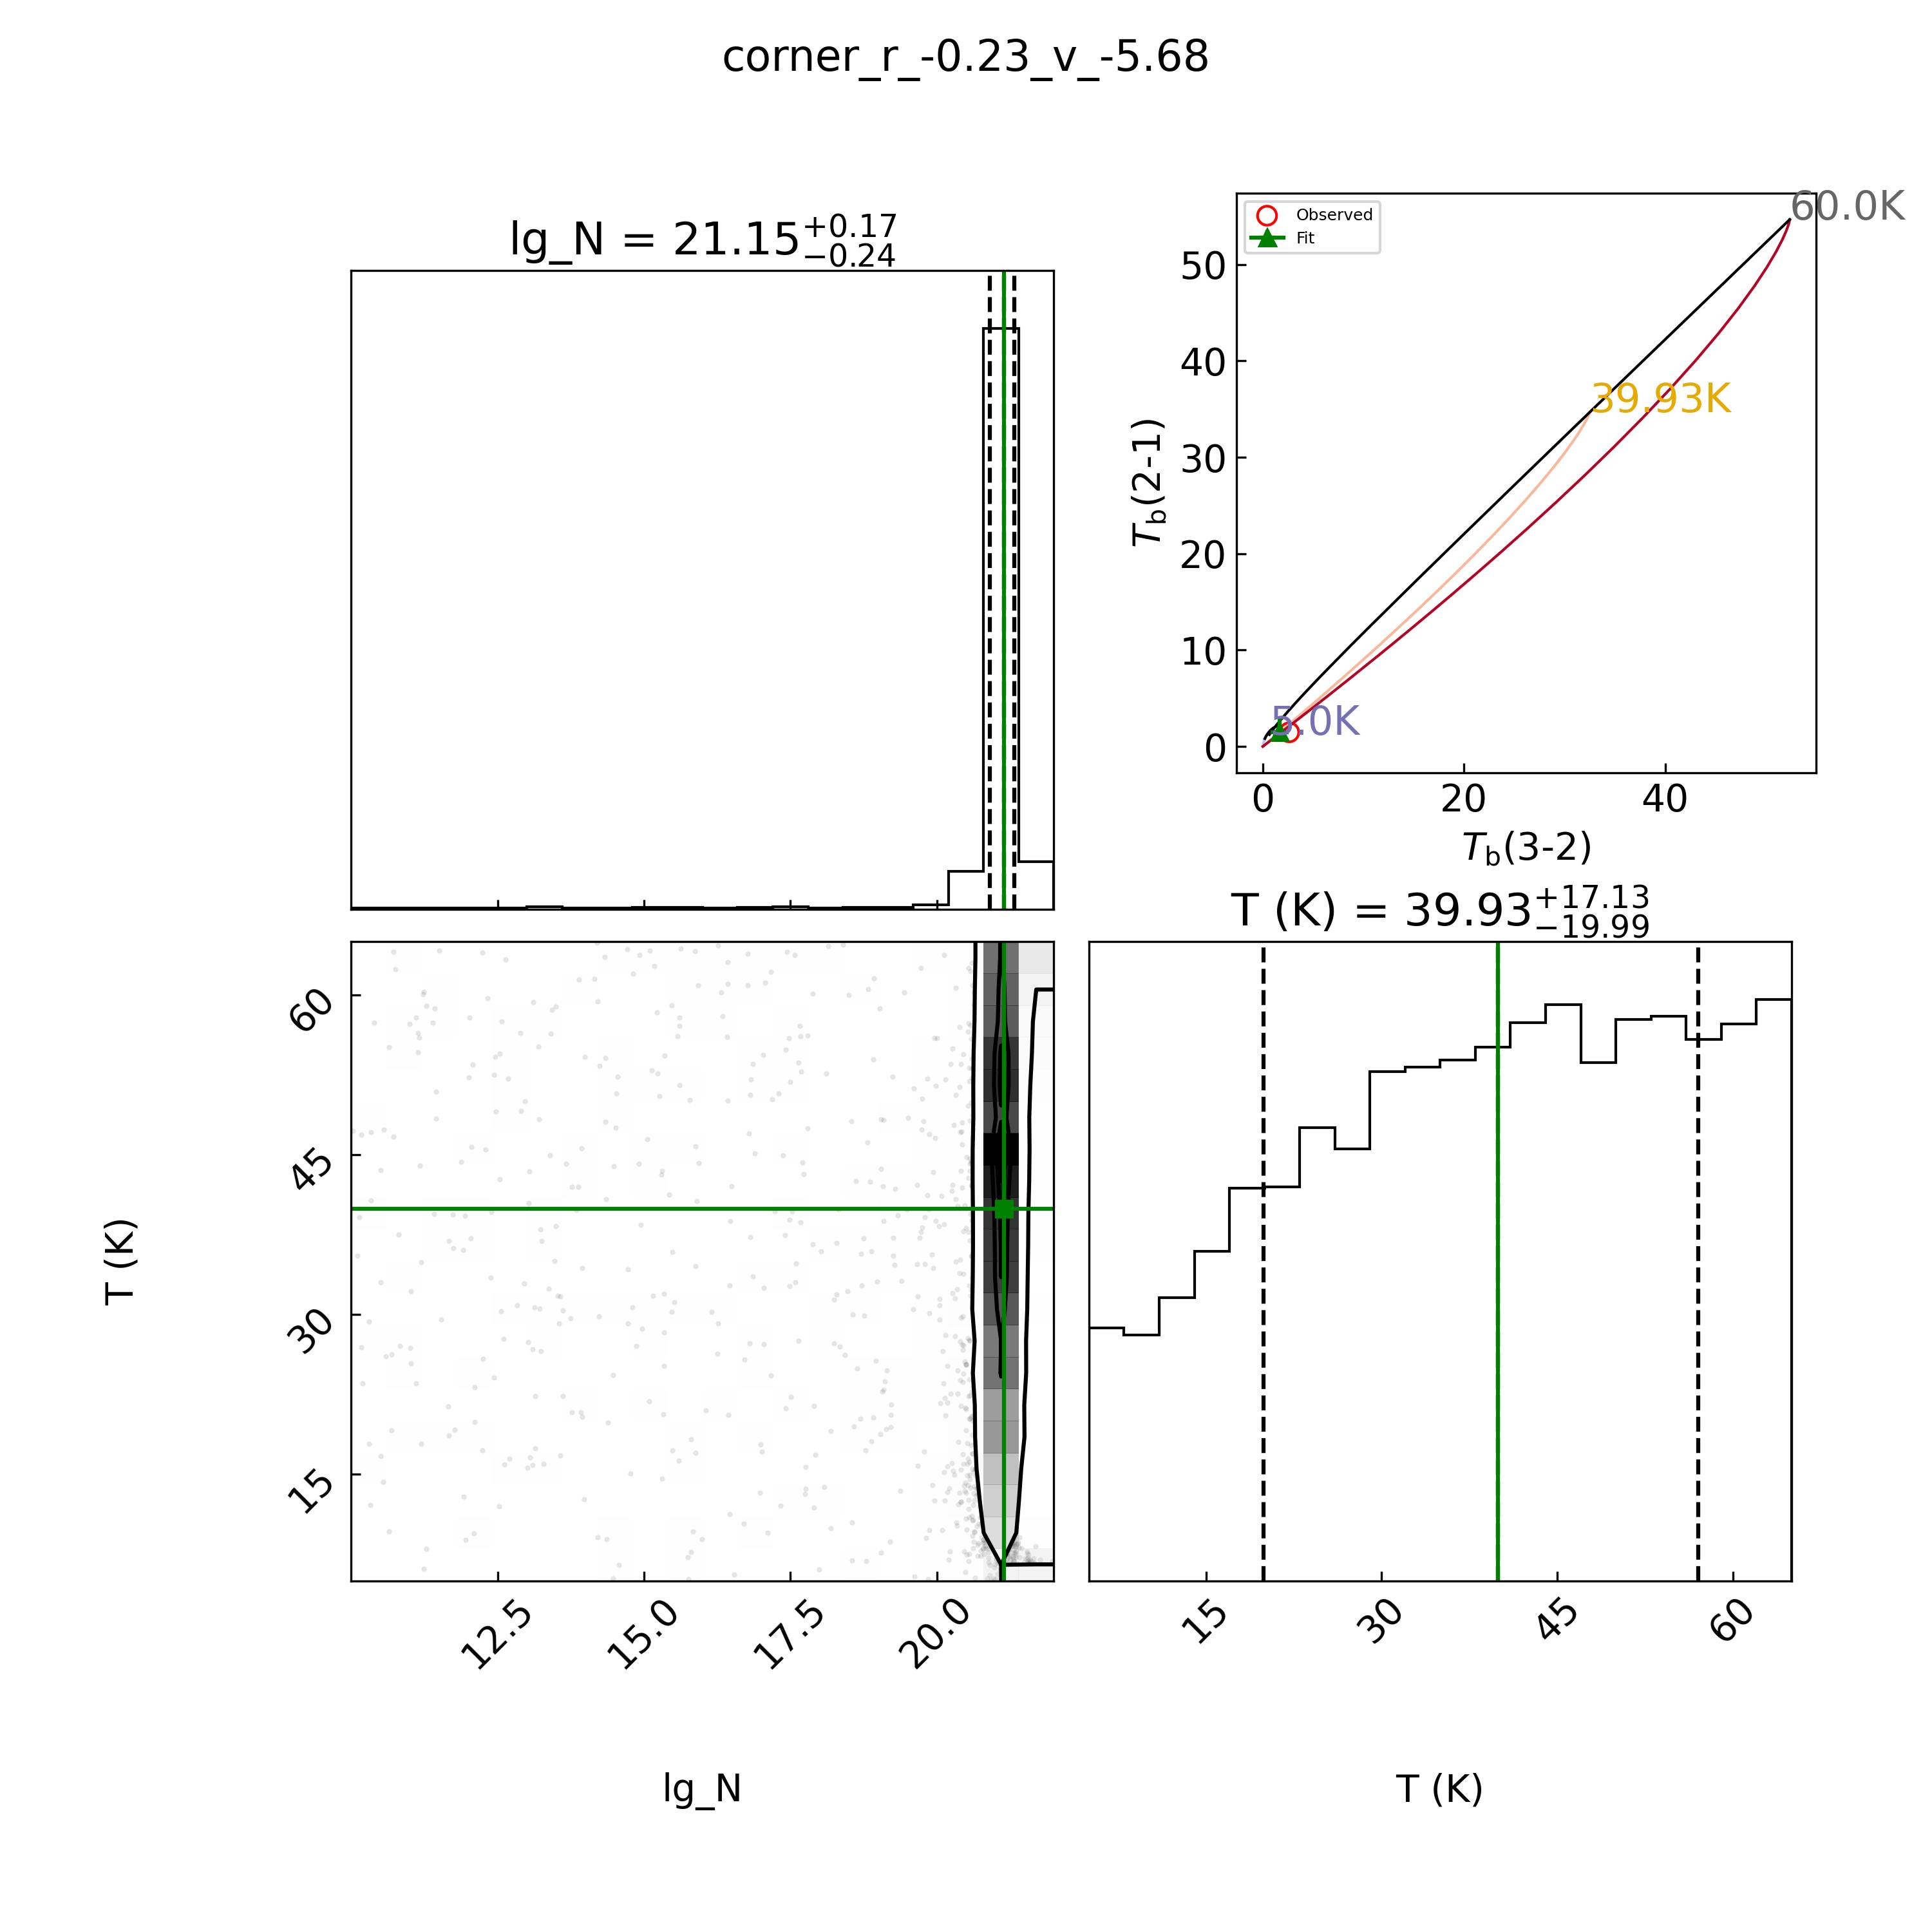 corner_r_-0.23_v_-5.68
lg_N = 21.15+0.17−0.24
60.0K
Observed
Fit
50
40
39.93K
30
20
10
5.0K
0
Tb(2-1)
0 20 40
Tb(3-2)
T (K) = 39.93+17.13−19.99
60
45
30
15
T (K)
12.5 15.0 17.5 20.0
15 30 45 60
lg_N
T (K)